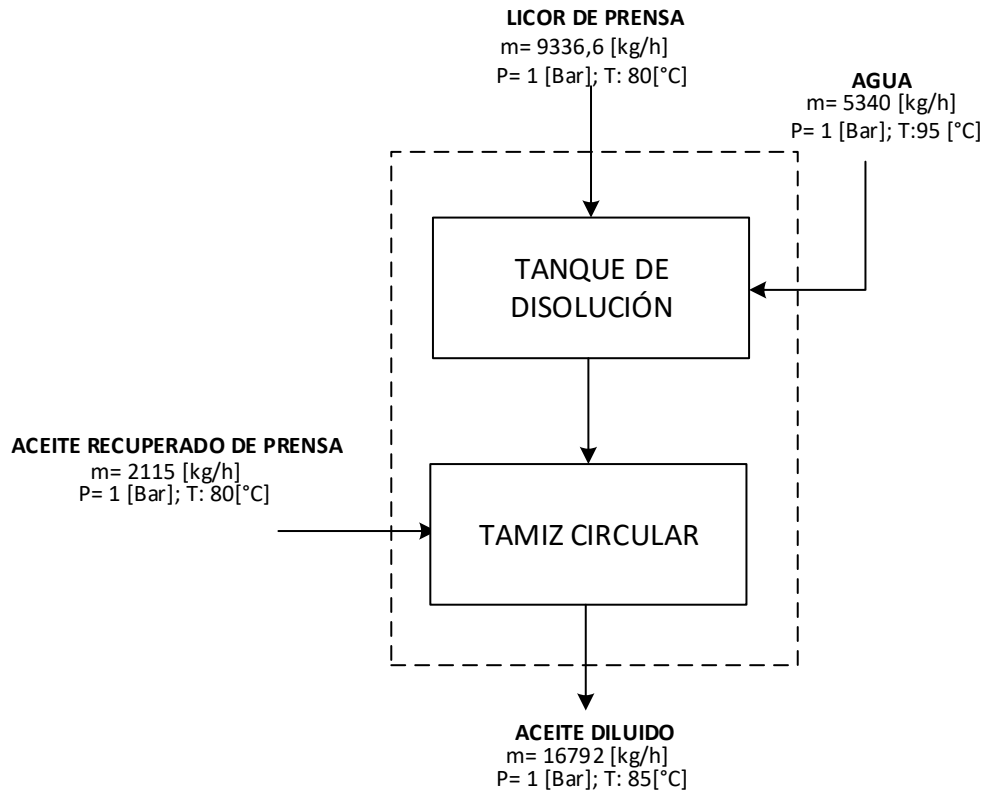 LICOR DE PRENSA
m= 9336,6 [kg/h]
P= 1 [Bar]; T: 80[°C]
AGUA
m= 5340 [kg/h]
P= 1 [Bar]; T:95 [°C]
TANQUE DE
DISOLUCIÓN
ACEITE RECUPERADO DE PRENSA
m= 2115 [kg/h]
P= 1 [Bar]; T: 80[°C]
TAMIZ CIRCULAR
ACEITE DILUIDO
m= 16792 [kg/h]
P= 1 [Bar]; T: 85[°C]